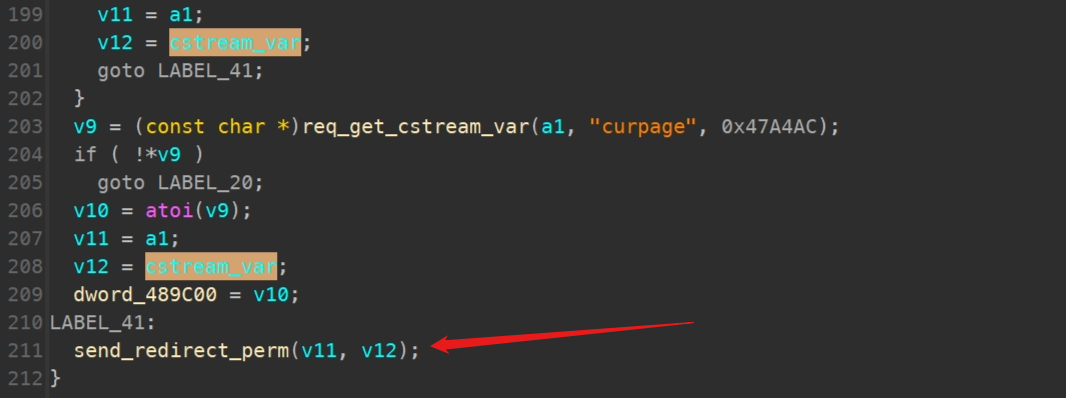 199 v11 = a1;
200 v12 = cstream_var;
201 goto LABEL_41;
202 }
203 v9 = (const char *)req_get_cstream_var(a1, "curpage", 0x47A4AC);
204 if ( !*v9 )
205 goto LABEL_20;
206 v10 = atoi(v9);
207 v11 = a1;
208 v12 = cstream_var;
209 dword_489C00 = v10;
210 LABEL_41:
211 send_redirect_perm(v11, v12);
212 }